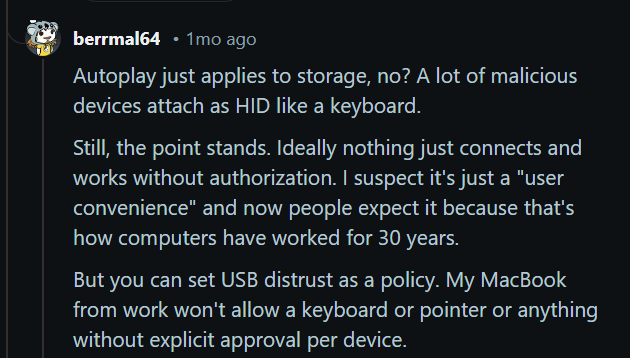 berrmal64 • 1mo ago
Autoplay just applies to storage, no? A lot of malicious
devices attach as HID like a keyboard.
Still, the point stands. Ideally nothing just connects and
works without authorization. I suspect it's just a "user
convenience" and now people expect it because that's
how computers have worked for 30 years.
But you can set USB distrust as a policy. My MacBook
from work won't allow a keyboard or pointer or anything
without explicit approval per device.